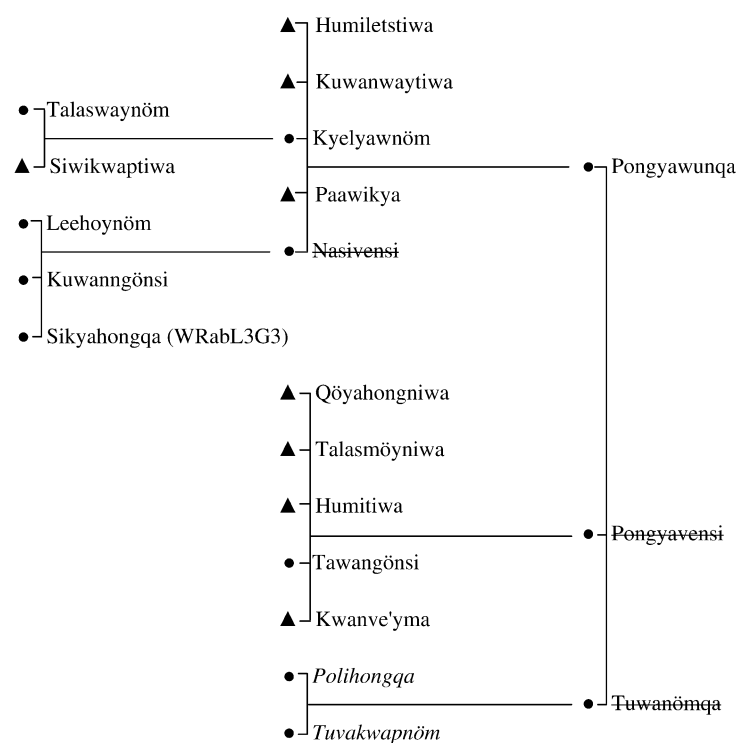 Humiletstiwa
Kuwanwaytiwa
Talaswaynöm
Kyelyawnöm
Siwikwaptiwa
Pongyawunqa
Paawikya
Leehoynöm
Nasivensi
Kuwanngönsi
Sikyahongqa (WRabL3G3)
Qöyahongniwa
Talasmöyniwa
Humitiwa
Pongyavensi
Tawangönsi
Kwanve'yma
Polihongqa
Tuwanömqa
Tuvakwapnöm